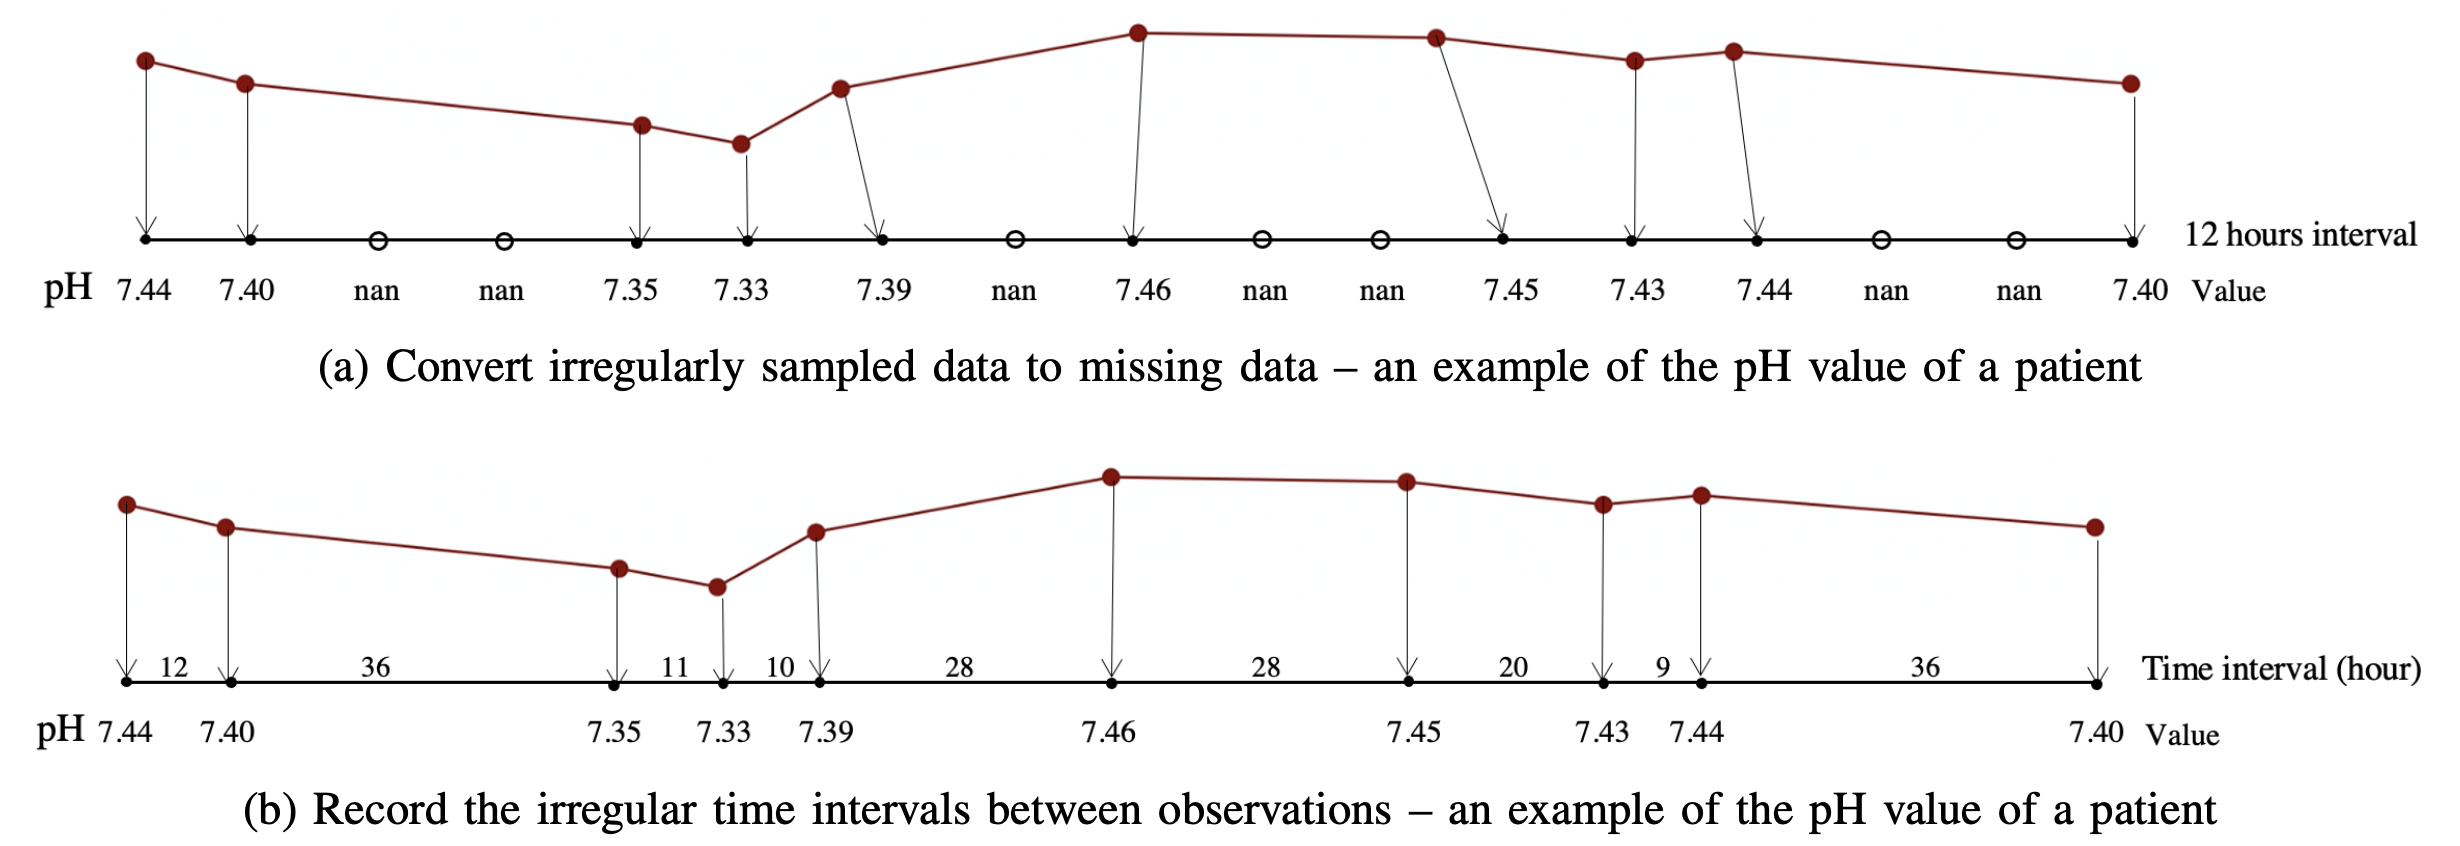 12 hours interval
pH 7.44 7.40 nan nan 7.35 7.33 7.39 nan 7.46 nan nan 7.45 7.43 7.44 nan nan 7.40 Value
(a) Convert irregularly sampled data to missing data – an example of the pH value of a patient
12 36 11 10 28 28 20 9 36 Time interval (hour)
pH 7.44 7.40 7.35 7.33 7.39 7.46 7.45 7.43 7.44 7.40 Value
(b) Record the irregular time intervals between observations – an example of the pH value of a patient